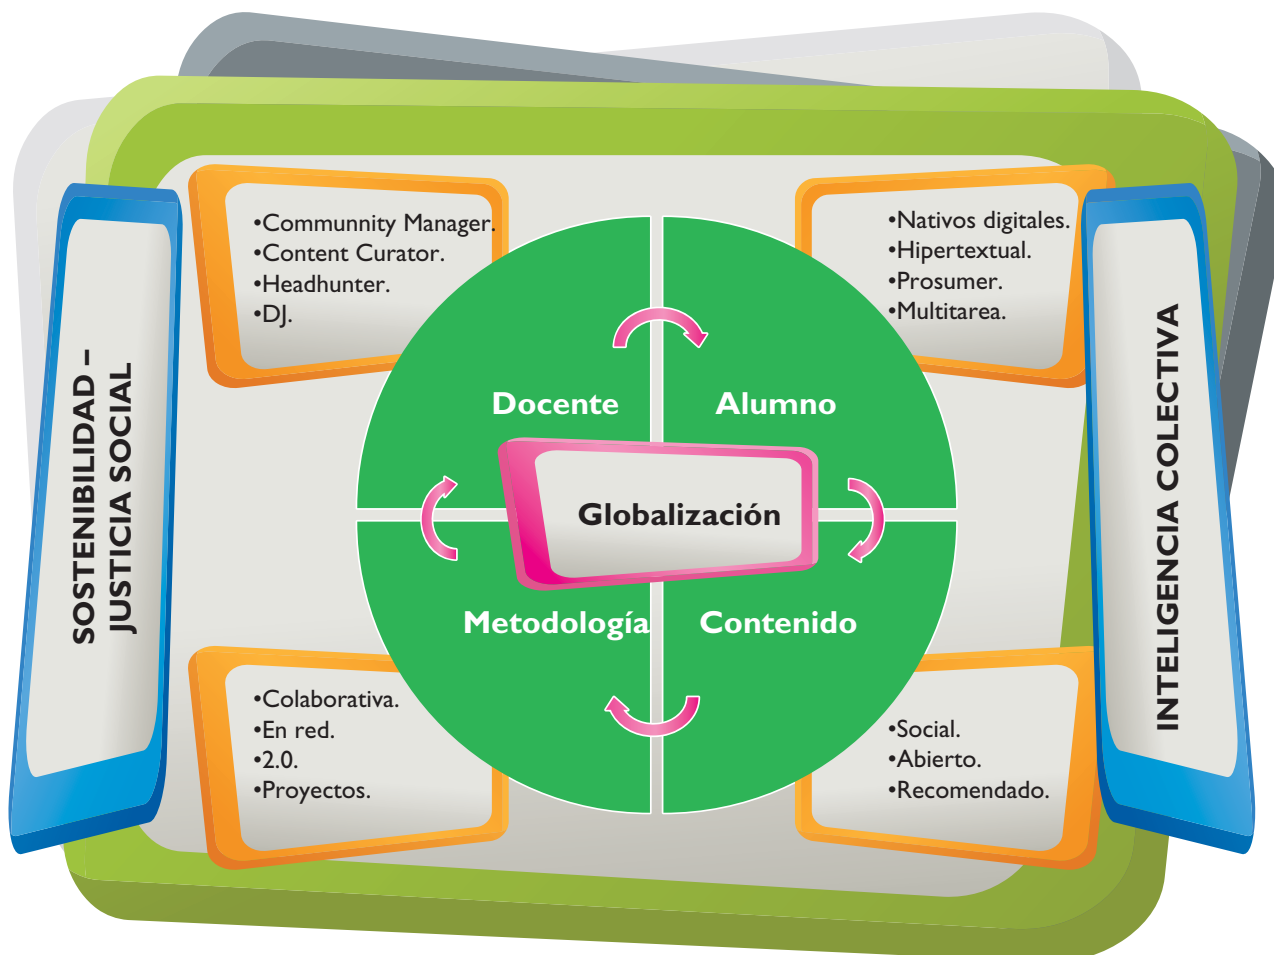 •Communnity Manager.
•Content Curator.
•Headhunter.
•DJ.
•Nativos digitales.
•Hipertextual.
•Prosumer.
•Multitarea.
SOSTENIBILIDAD –
JUSTICIA SOCIAL
Docente
Alumno
Globalización
Metodología
Contenido
INTELIGENCIA COLECTIVA
•Colaborativa.
•En red.
•2.0.
•Proyectos.
•Social.
•Abierto.
•Recomendado.